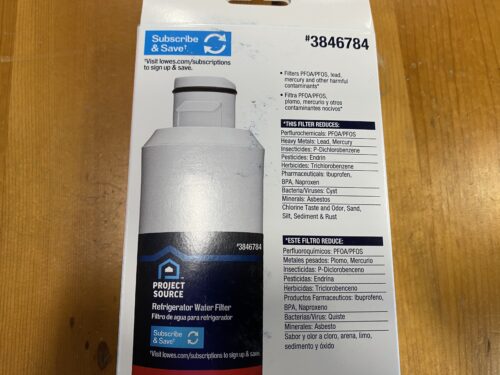 Subscribe
& Save†
†Visit lowes.com/subscriptions
to sign up & save.
#3846784
• Filters PFOA/PFOS, lead,
mercury and other harmful
contaminants*
• Filtra PFOA/PFOS,
plomo, mercurio y otros
contaminantes nocivos*
*THIS FILTER REDUCES:
Perflurochemicals: PFOA/PFOS
Heavy Metals: Lead, Mercury
Insecticides: P-Dichlorobenzene
Pesticides: Endrin
Herbicides: Trichlorobenzene
Pharmaceuticals: Ibuprofen,
BPA, Naproxen
Bacteria/Viruses: Cyst
Minerals: Asbestos
Chlorine Taste and Odor, Sand,
Silt, Sediment & Rust
*ESTE FILTRO REDUCE:
Perfluoroquímicos: PFOA/PFOS
Metales pesados: Plomo, Mercurio
Insecticidas: P-Diclorobenceno
Pesticidas: Endrina
Herbicidas: Triclorobenceno
Productos Farmaceuticos: Ibuprofeno,
BPA, Naproxeno
Bacterias/Virus: Quiste
Minerales: Asbesto
Sabor y olor a cloro, arena, limo,
sedimento y óxido
#3846784
PROJECT
SOURCE
Refrigerator Water Filter
Filtro de agua para refrigerador
Subscribe
& Save†
†Visit lowes.com/subscriptions to sign up & save.